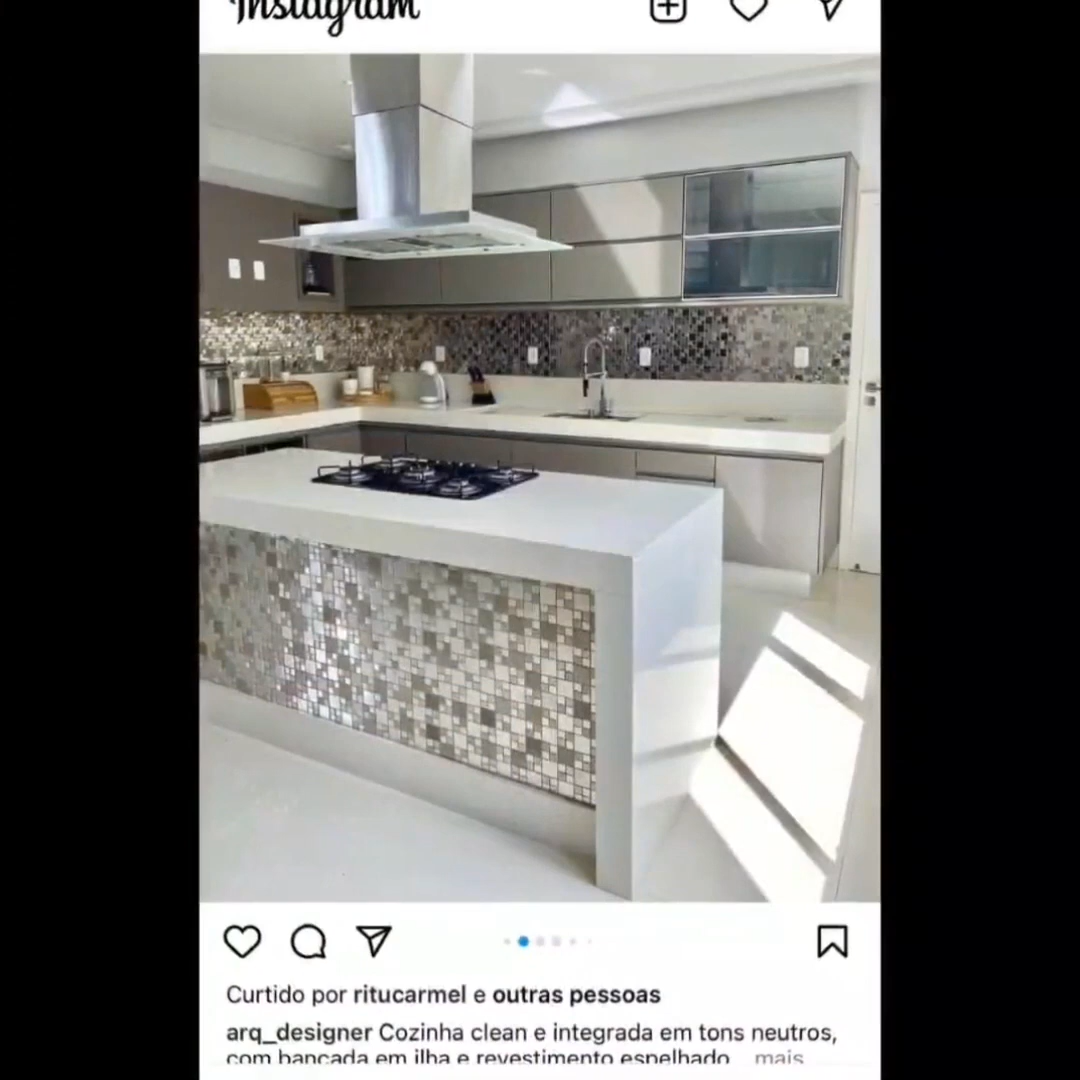 Instagram
Curtido por ritucarmel e outras pessoas
arq_designer Cozinha clean e integrada em tons neutros,
com bancada em ilha e revestimento espelhado... mais